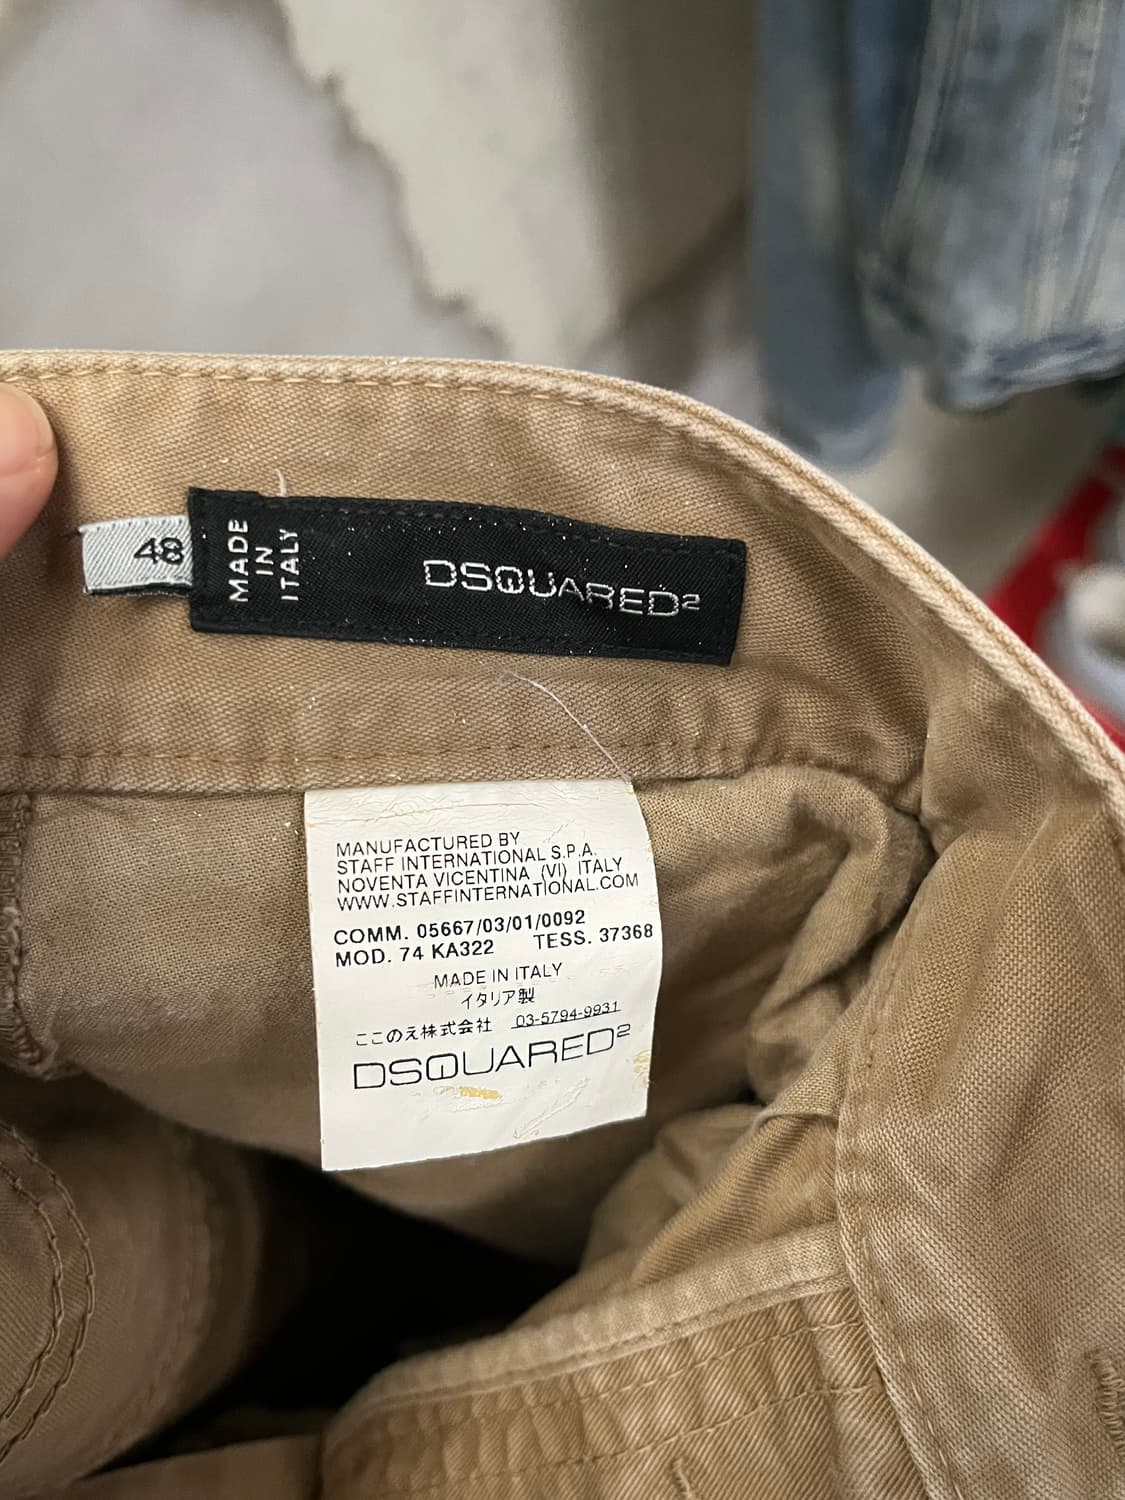 48
MADE
IN
ITALY
DSQUARED2
MANUFACTURED BY
STAFF INTERNATIONAL S.P.A.
NOVENTA VICENTINA (VI) ITALY
WWW.STAFFINTERNATIONAL.COM
COMM. 05667/03/01/0092
MOD. 74 KA322 TESS. 37368
MADE IN ITALY
イタリア製
ここのえ株式会社 03-5794-9931
DSQUARED2